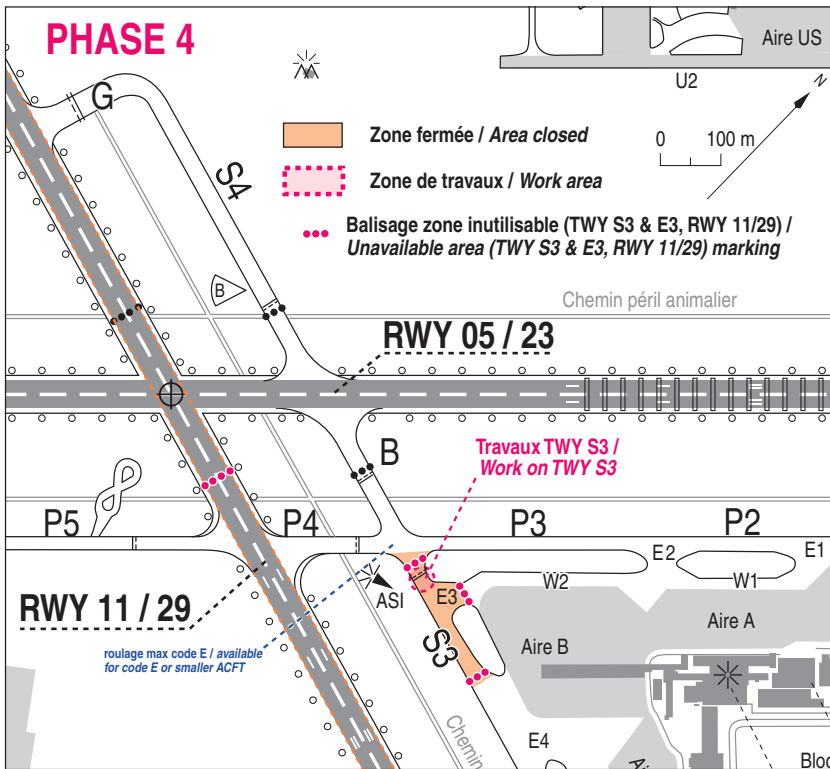 PHASE 4
Aire US
U2
N
G
S4
Zone fermée / Area closed
0 100 m
Zone de travaux / Work area
Balisage zone inutilisable (TWY S3 & E3, RWY 11/29) /
Unavailable area (TWY S3 & E3, RWY 11/29) marking
B
Chemin péril animalier
RWY 05 / 23
Travaux TWY S3 /
Work on TWY S3
B
P5
P4
P3
P2
E1
E2
W2
W1
ASI
E3
RWY 11 / 29
Aire A
Aire B
S3
roulage max code E / available
for code E or smaller ACFT
Chemin
E4